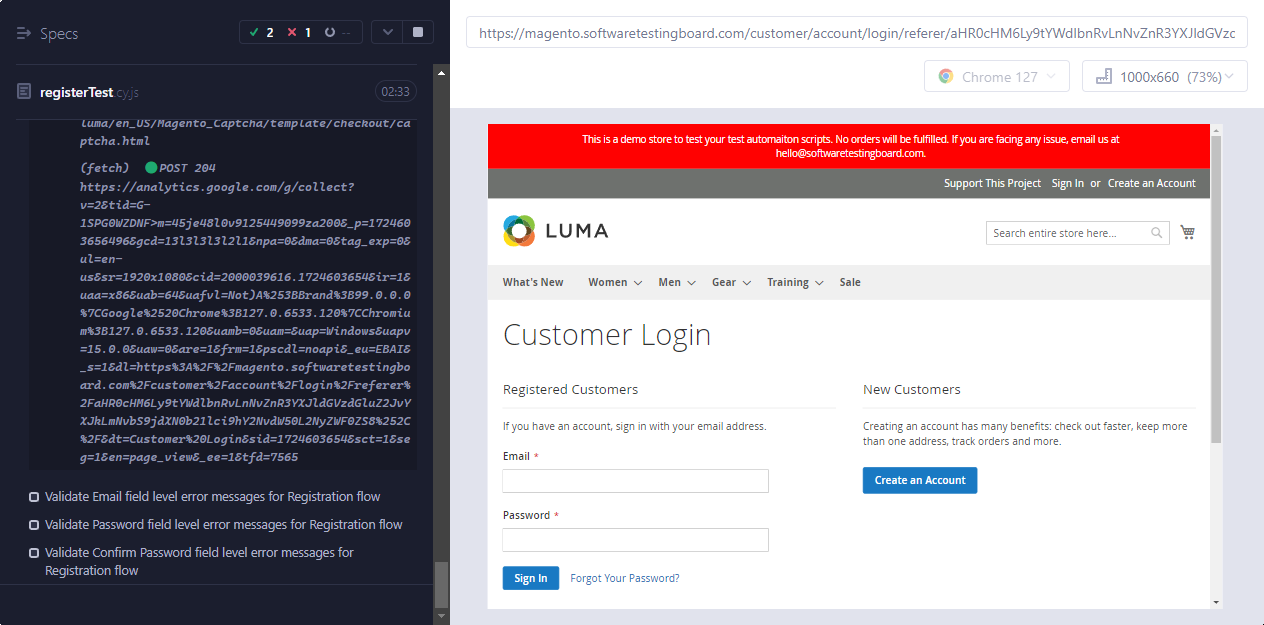 Specs
2
1
--
registerTest.cy.js
02:33
luma/en_US/Magento_Captcha/template/checkout/ca
ptcha.html
(fetch) POST 204
https://analytics.google.com/g/collect?
v=2&tid=G-
1SPG0WZDNF>m=45je48l0v9125449099za200&_p=172460
3656496&gcd=13l3l3l3l2l1&npa=0&dma=0&tag_exp=0&
ul=en-
us&sr=1920x1080&cid=2000039616.1724603654&ir=1&
uaa=x86&uab=64&uafvl=Not)A%253BBrand%3B99.0.0.0
%7CGoogle%2520Chrome%3B127.0.6533.120%7CChromiu
m%3B127.0.6533.120&uamb=0&uam=&uap=Windows&uapv
=15.0.0&uaw=0&are=1&frm=1&pscdl=noapi&_eu=EBAI&
_s=1&dl=https%3A%2F%2Fmagento.softwaretestingbo
ard.com%2Fcustomer%2Faccount%2Flogin%2Freferer%
2FaHR0cHM6Ly9tYWdlbnRvLnNvZnR3YXJldGVzdGluZ2JvY
XJkLmNvbS9jdXN0b21lci9hY2NvdW50L2NyZWF0ZS8%252C
%2F&dt=Customer%20Login&sid=1724603654&sct=1&se
g=1&en=page_view&_ee=1&tfd=7565
Validate Email field level error messages for Registration flow
Validate Password field level error messages for Registration flow
Validate Confirm Password field level error messages for
Registration flow
https://magento.softwaretestingboard.com/customer/account/login/referer/aHR0cHM6Ly9tYWdlbnRvLnNvZnR3YXJldGVzc
Chrome 127
1000x660 (73%)
This is a demo store to test your test automaiton scripts. No orders will be fulfilled. If you are facing any issue, email us at
hello@softwaretestingboard.com.
Support This Project Sign In or Create an Account
LUMA
Search entire store here...
What's New Women Men Gear Training Sale
Customer Login
Registered Customers
If you have an account, sign in with your email address.
Email *
Password *
Sign In Forgot Your Password?
New Customers
Creating an account has many benefits: check out faster, keep more
than one address, track orders and more.
Create an Account